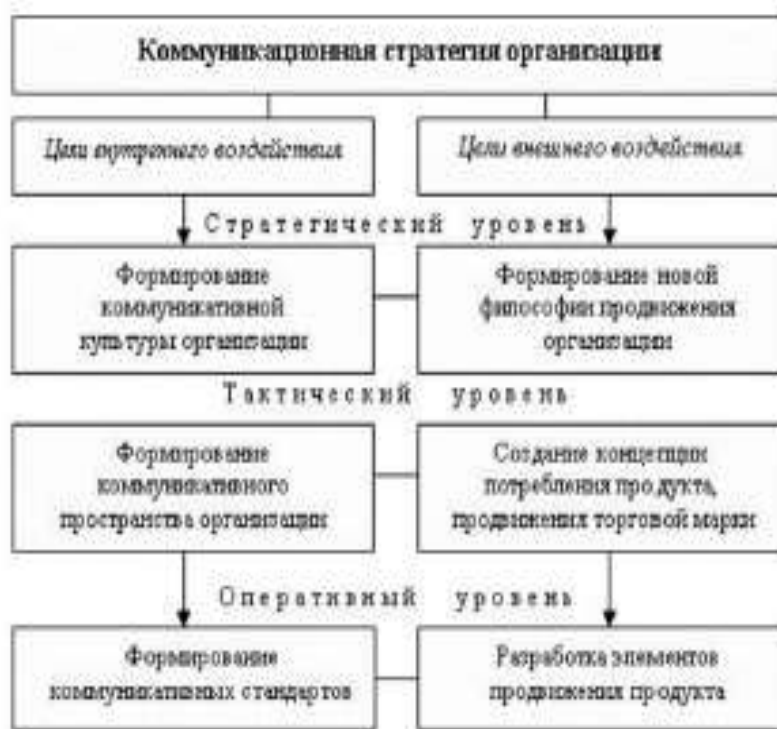 Коммуникационная стратегия организации
Цели внутреннего воздействия
Цели внешнего воздействия
Стратегический уровень
Формирование
коммуникативной
культуры организации
Формирование новой
философии продвижения
организации
Тактический уровень
Формирование
коммуникативного
пространства организации
Создание концепции
потребления продукта,
продвижения торговой марки
Оперативный уровень
Формирование
коммуникативных стандартов
Разработка элементов
продвижения продукта